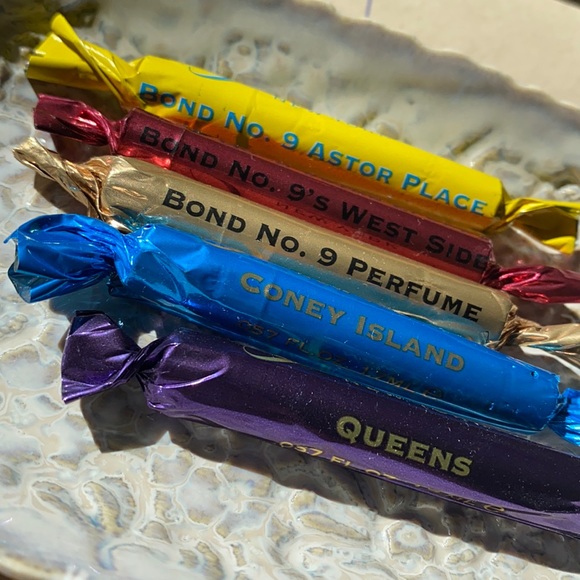 BOND NO. 9 ASTOR PLACE
BOND NO. 9'S WEST SIDE
BOND NO. 9 PERFUME
CONEY ISLAND
QUEENS